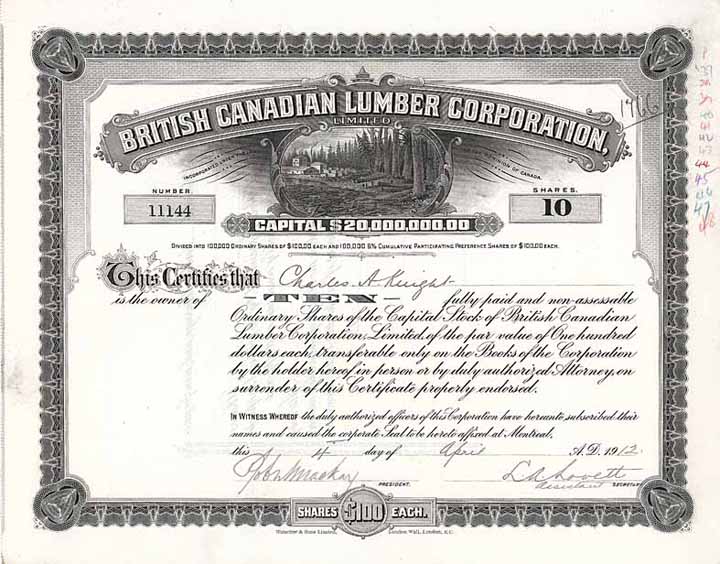 BRITISH CANADIAN LUMBER CORPORATION,
LIMITED
NUMBER.
11144
SHARES.
10
CAPITAL $20,000,000.00
DIVIDED INTO 100,000 ORDINARY SHARES OF $100.00 EACH AND 100,000 6% CUMULATIVE PARTICIPATING PREFERENCE SHARES OF $100.00 EACH.
This Certifies that Charles A Knight
is the owner of TEN fully paid and non-assessable
Ordinary Shares of the Capital Stock of British Canadian
Lumber Corporation, Limited, of the par value of One hundred
dollars each, transferable only on the Books of the Corporation
by the holder hereof in person or by duly authorized Attorney, on
surrender of this Certificate properly endorsed.
IN WITNESS WHEREOF the duly authorized officers of this Corporation have hereunto subscribed their
names and caused the corporate Seal to be hereto affixed at Montreal,
this 4 day of April A.D. 1912
PRESIDENT.
Assistant SECRETARY
SHARES $100 EACH.
Waterlow & Sons Limited, London Wall, London, E.C.